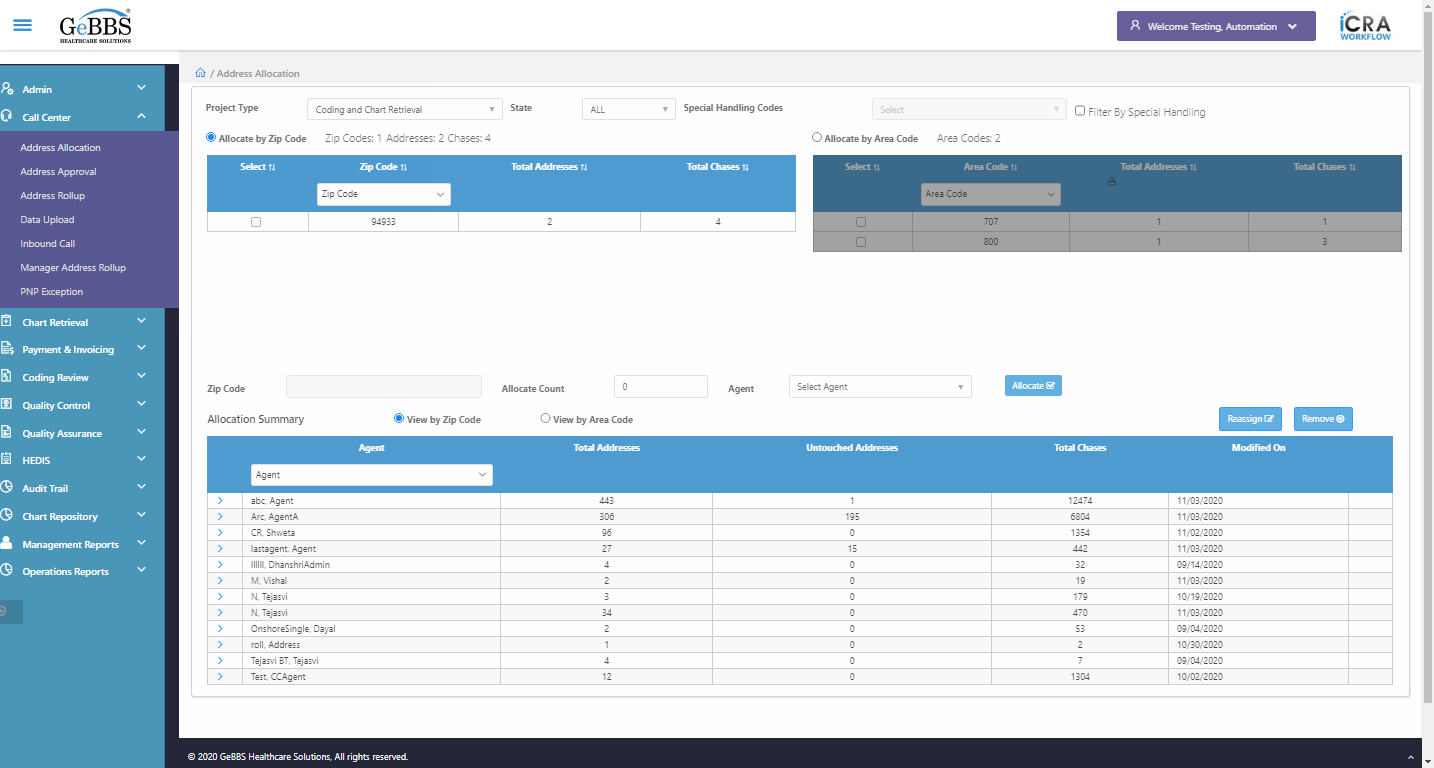 GeBBS
HEALTHCARE SOLUTIONS
Welcome Testing, Automation
iCRA
WORKFLOW
/ Address Allocation
Admin
Call Center
Address Allocation
Address Approval
Address Rollup
Data Upload
Inbound Call
Manager Address Rollup
PNP Exception
Chart Retrieval
Payment & Invoicing
Coding Review
Quality Control
Quality Assurance
HEDIS
Audit Trail
Chart Repository
Management Reports
Operations Reports
Project Type Coding and Chart Retrieval State ALL Special Handling Codes Select Filter By Special Handling
Allocate by Zip Code Zip Codes: 1 Addresses: 2 Chases: 4
Select Zip Code Total Addresses Total Chases
Zip Code
94933 2 4
Allocate by Area Code Area Codes: 2
Select Area Code Total Addresses Total Chases
Area Code
707 1 1
800 1 3
Zip Code Allocate Count 0 Agent Select Agent Allocate
Allocation Summary View by Zip Code View by Area Code Reassign Remove
Agent Total Addresses Untouched Addresses Total Chases Modified On
Agent
abc, Agent 443 1 12474 11/03/2020
Arc, AgentA 306 195 6804 11/03/2020
CR, Shweta 96 0 1354 11/02/2020
lastagent, Agent 27 15 442 11/03/2020
llllll, DhanshriAdmin 4 0 32 09/14/2020
M, Vishal 2 0 19 11/03/2020
N, Tejasvi 3 0 179 10/19/2020
N, Tejasvi 34 0 470 11/03/2020
OnshoreSingle, Dayal 2 0 53 09/04/2020
roll, Address 1 0 2 10/30/2020
Tejasvi BT, Tejasvi 4 0 7 09/04/2020
Test, CCAgent 12 0 1304 10/02/2020
© 2020 GeBBS Healthcare Solutions, All rights reserved.